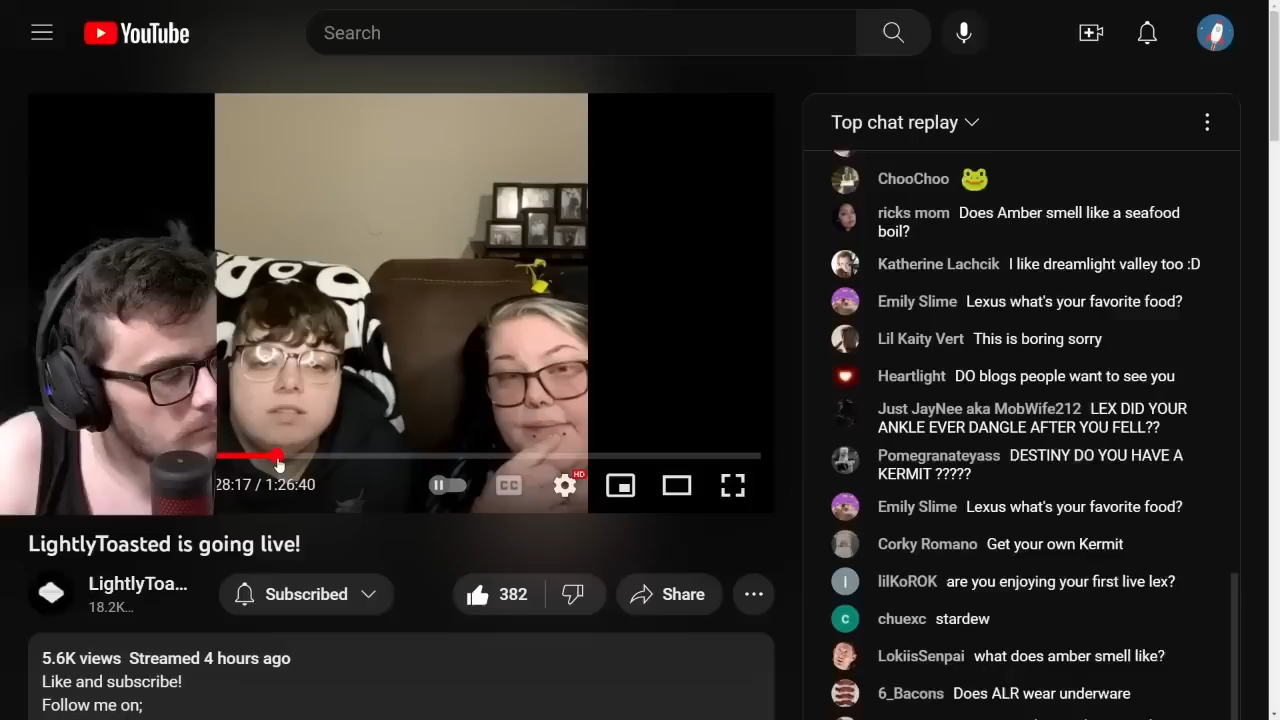 YouTube
Search
Top chat replay
ChooChoo
ricks mom Does Amber smell like a seafood
boil?
Katherine Lachcik I like dreamlight valley too :D
Emily Slime Lexus what's your favorite food?
Lil Kaity Vert This is boring sorry
Heartlight DO blogs people want to see you
Just JayNee aka MobWife212 LEX DID YOUR
ANKLE EVER DANGLE AFTER YOU FELL??
Pomegranateyass DESTINY DO YOU HAVE A
KERMIT ?????
Emily Slime Lexus what's your favorite food?
Corky Romano Get your own Kermit
lilKoROK are you enjoying your first live lex?
chuexc stardew
LokiisSenpai what does amber smell like?
6_Bacons Does ALR wear underware
28:17 / 1:26:40
CC
HD
LightlyToasted is going live!
LightlyToa...
18.2K...
Subscribed
382
Share
5.6K views Streamed 4 hours ago
Like and subscribe!
Follow me on;